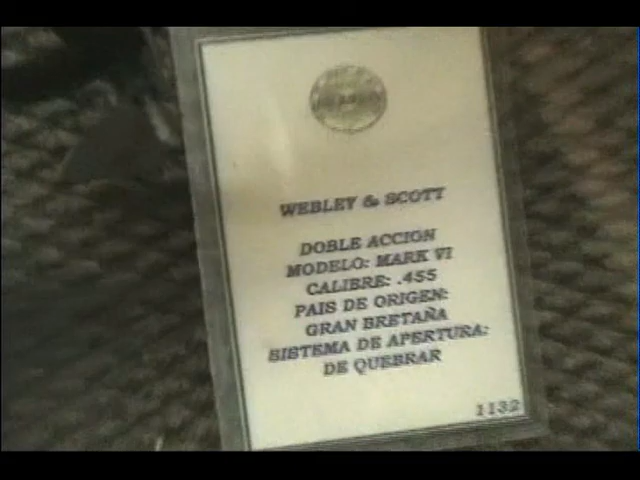 WEBLEY & SCOTT
DOBLE ACCION
MODELO: MARK VI
CALIBRE: .455
PAIS DE ORIGEN:
GRAN BRETAÑA
SISTEMA DE APERTURA:
DE QUEBRAR
1132